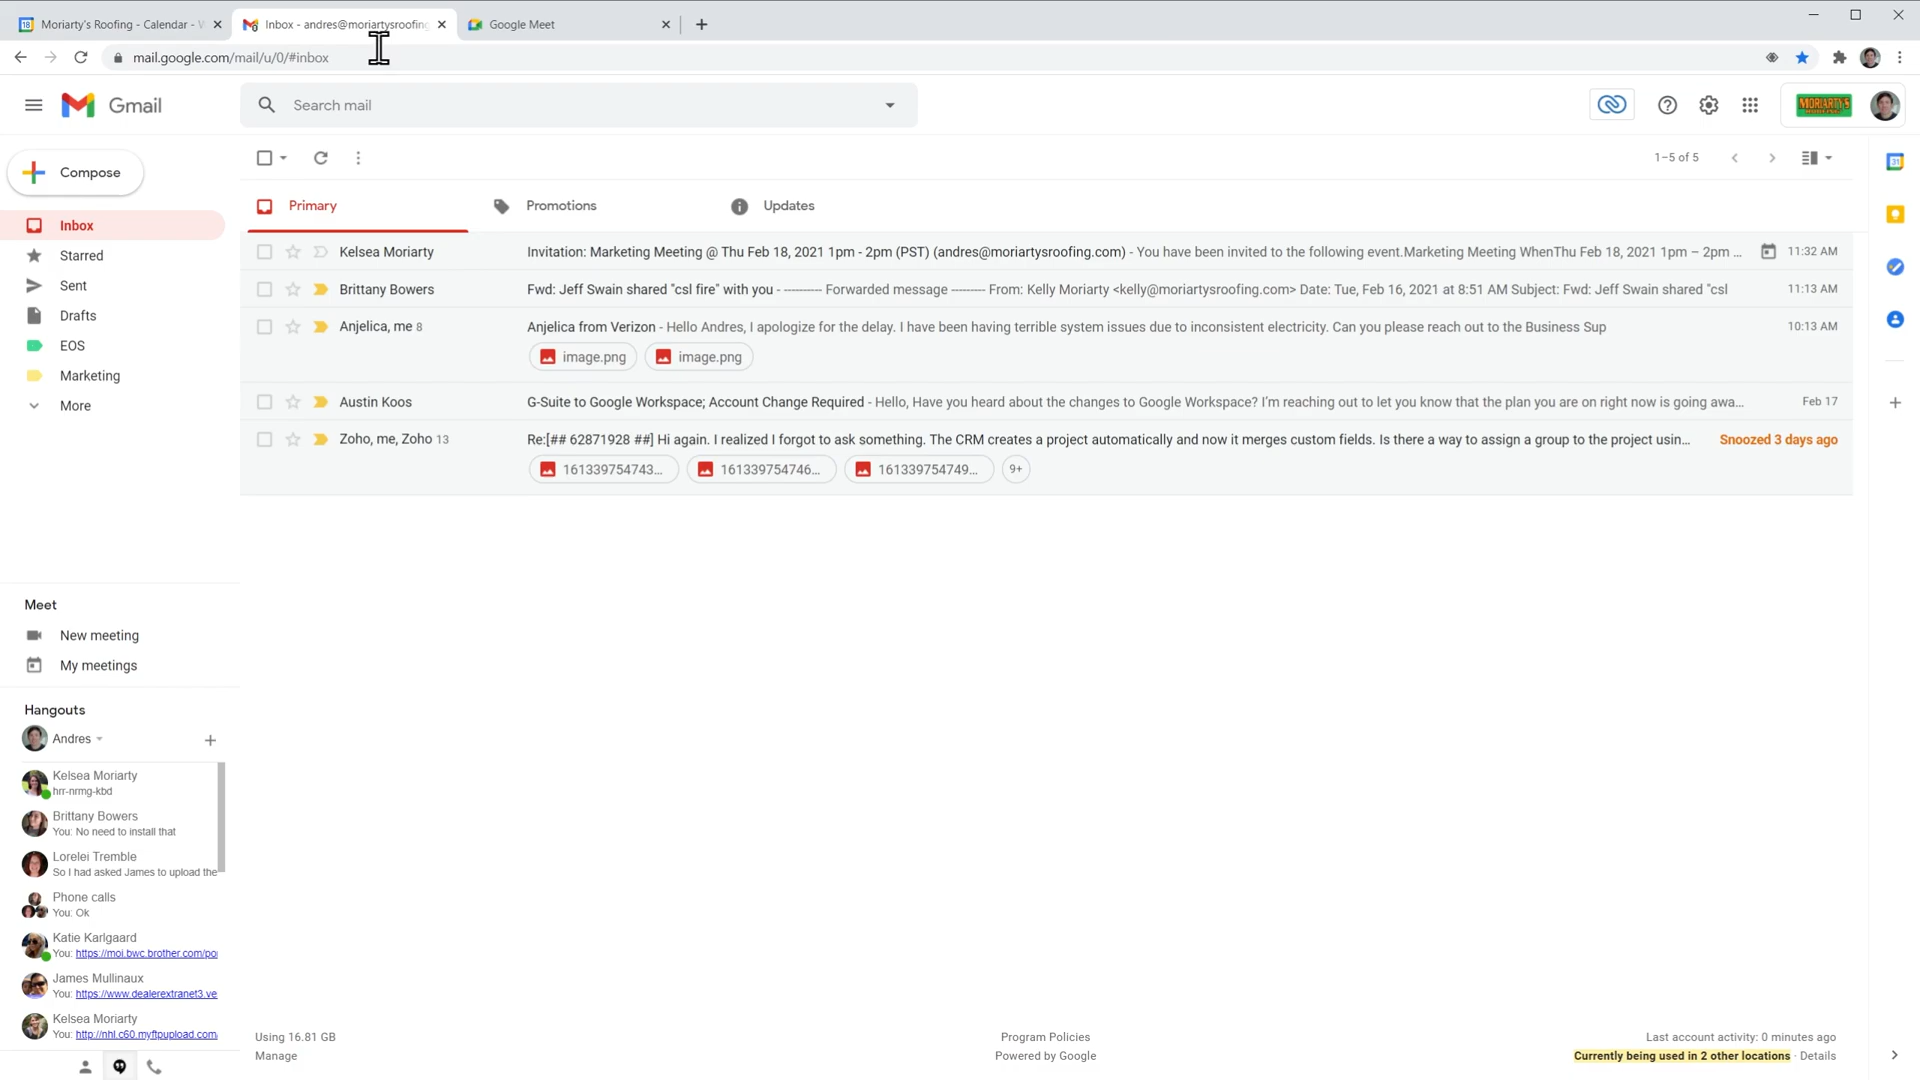 Moriarty's Roofing - Calendar -
Inbox - andres@moriartysroofing
Google Meet
mail.google.com/mail/u/0/#inbox
Gmail
Search mail
MORIARTY'S
Compose
1–5 of 5
Inbox
Starred
Sent
Drafts
EOS
Marketing
More
Primary
Promotions
Updates
Kelsea Moriarty Invitation: Marketing Meeting @ Thu Feb 18, 2021 1pm - 2pm (PST) (andres@moriartysroofing.com) - You have been invited to the following event.Marketing Meeting WhenThu Feb 18, 2021 1pm – 2pm ... 11:32 AM
Brittany Bowers Fwd: Jeff Swain shared "csl fire" with you - ---------- Forwarded message --------- From: Kelly Moriarty <kelly@moriartysroofing.com> Date: Tue, Feb 16, 2021 at 8:51 AM Subject: Fwd: Jeff Swain shared "csl 11:13 AM
Anjelica, me 8 Anjelica from Verizon - Hello Andres, I apologize for the delay. I have been having terrible system issues due to inconsistent electricity. Can you please reach out to the Business Sup 10:13 AM
image.png image.png
Austin Koos G-Suite to Google Workspace; Account Change Required - Hello, Have you heard about the changes to Google Workspace? I'm reaching out to let you know that the plan you are on right now is going awa... Feb 17
Zoho, me, Zoho 13 Re:[## 62871928 ##] Hi again. I realized I forgot to ask something. The CRM creates a project automatically and now it merges custom fields. Is there a way to assign a group to the project usin... Snoozed 3 days ago
161339754743... 161339754746... 161339754749... 9+
Meet
New meeting
My meetings
Hangouts
Andres
Kelsea Moriarty
hrr-nrmg-kbd
Brittany Bowers
You: No need to install that
Lorelei Tremble
So I had asked James to upload the
Phone calls
You: Ok
Katie Karlgaard
You: https://moi.bwc.brother.com/po
James Mullinaux
You: https://www.dealerextranet3.ve
Kelsea Moriarty
You: http://nhl.c60.myftpupload.com
Using 16.81 GB
Manage
Program Policies
Powered by Google
Last account activity: 0 minutes ago
Currently being used in 2 other locations · Details